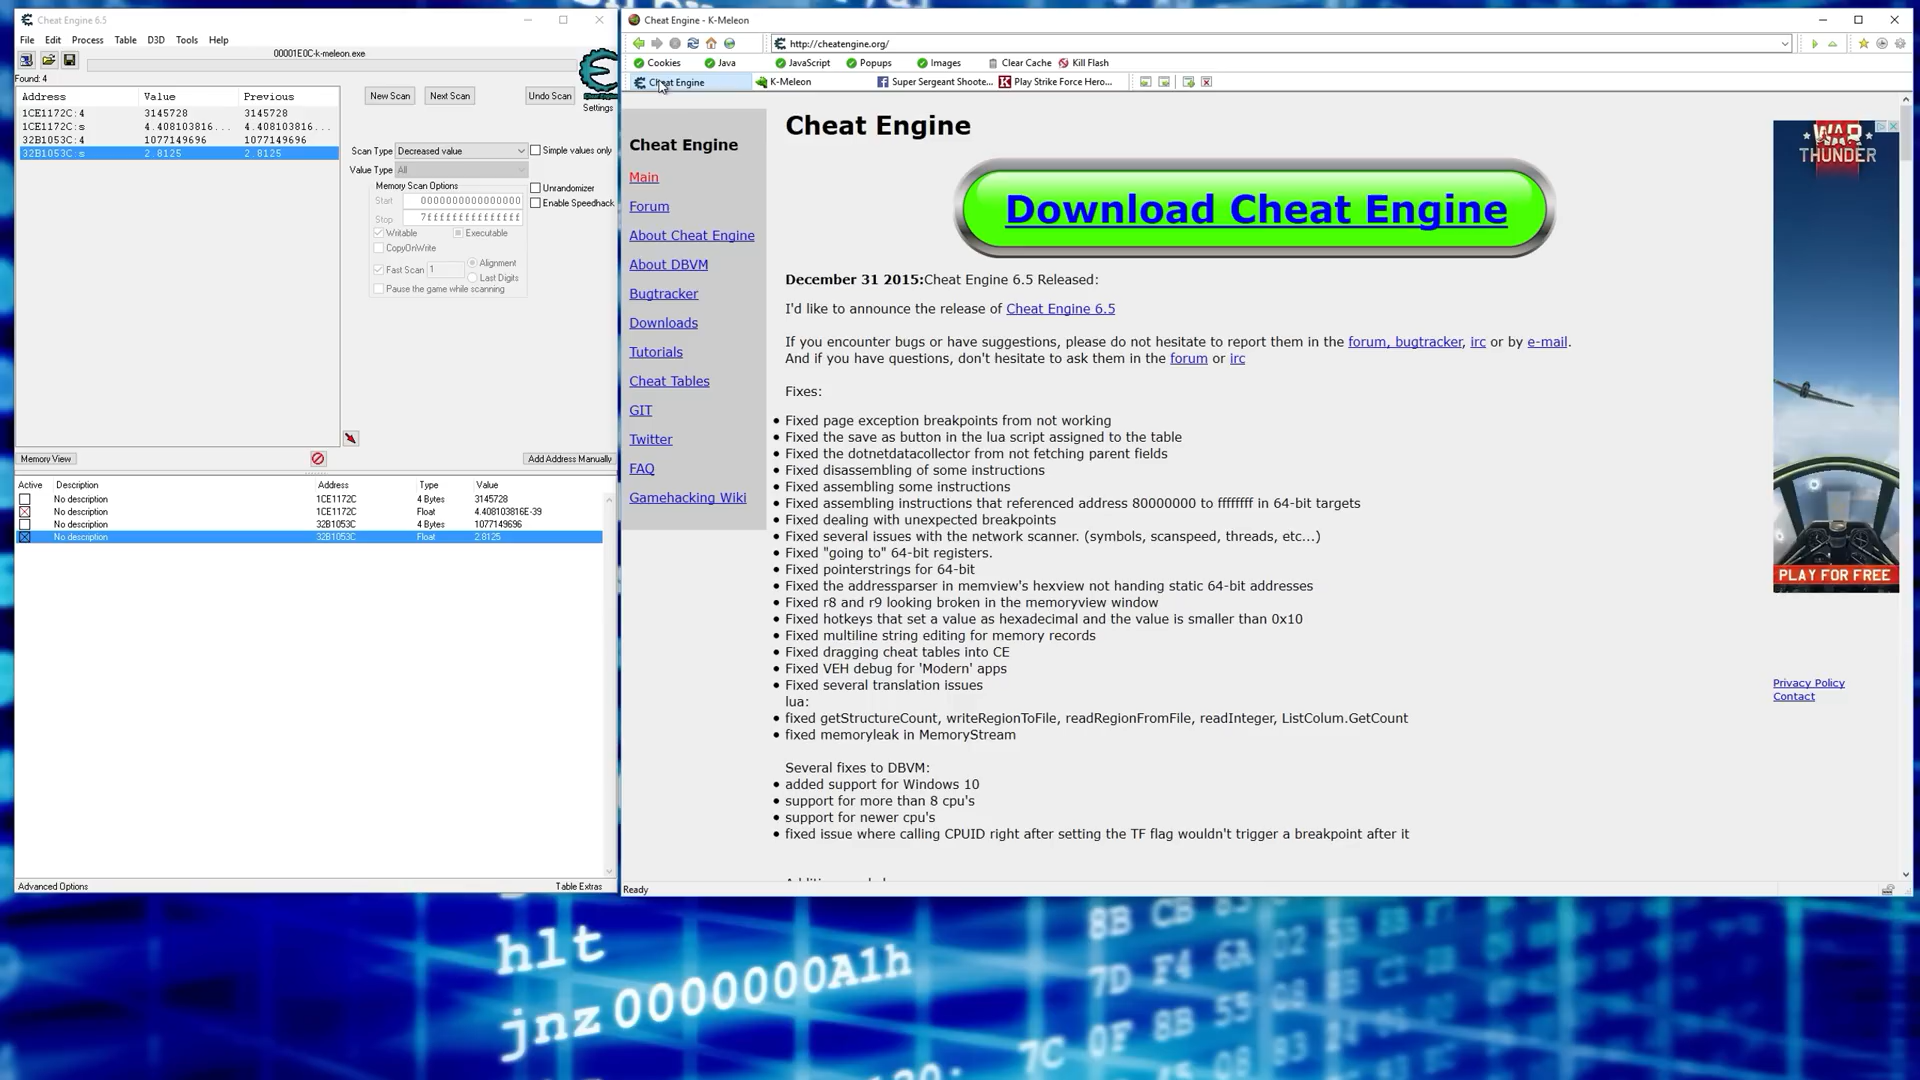 Cheat Engine 6.5
File Edit Process Table D3D Tools Help
00001E0C-k-meleon.exe
Found: 4
Address Value Previous
1CE1172C:4 3145728 3145728
1CE1172C:s 4.408103816... 4.408103816...
32B1053C:4 1077149696 1077149696
32B1053C:s 2.8125 2.8125
New Scan Next Scan Undo Scan
Settings
Scan Type Decreased value Simple values only
Value Type All
Memory Scan Options
Unrandomizer
Start 0000000000000000
Enable Speedhack
Stop 7fffffffffffffff
Writable Executable
CopyOnWrite
Fast Scan 1 Alignment
Last Digits
Pause the game while scanning
Memory View Add Address Manually
Active Description Address Type Value
No description 1CE1172C 4 Bytes 3145728
No description 1CE1172C Float 4.408103816E-39
No description 32B1053C 4 Bytes 1077149696
No description 32B1053C Float 2.8125
Advanced Options Table Extras
Cheat Engine - K-Meleon
http://cheatengine.org/
Cookies Java JavaScript Popups Images Clear Cache Kill Flash
Cheat Engine K-Meleon Super Sergeant Shoote... Play Strike Force Hero...
Cheat Engine
Main
Forum
About Cheat Engine
About DBVM
Bugtracker
Downloads
Tutorials
Cheat Tables
GIT
Twitter
FAQ
Gamehacking Wiki
Cheat Engine
Download Cheat Engine
December 31 2015:Cheat Engine 6.5 Released:
I'd like to announce the release of Cheat Engine 6.5
If you encounter bugs or have suggestions, please do not hesitate to report them in the forum, bugtracker, irc or by e-mail.
And if you have questions, don't hesitate to ask them in the forum or irc
Fixes:
Fixed page exception breakpoints from not working
Fixed the save as button in the lua script assigned to the table
Fixed the dotnetdatacollector from not fetching parent fields
Fixed disassembling of some instructions
Fixed assembling some instructions
Fixed assembling instructions that referenced address 80000000 to ffffffff in 64-bit targets
Fixed dealing with unexpected breakpoints
Fixed several issues with the network scanner. (symbols, scanspeed, threads, etc...)
Fixed "going to" 64-bit registers.
Fixed pointerstrings for 64-bit
Fixed the addressparser in memview's hexview not handing static 64-bit addresses
Fixed r8 and r9 looking broken in the memoryview window
Fixed hotkeys that set a value as hexadecimal and the value is smaller than 0x10
Fixed multiline string editing for memory records
Fixed dragging cheat tables into CE
Fixed VEH debug for 'Modern' apps
Fixed several translation issues
lua:
fixed getStructureCount, writeRegionToFile, readRegionFromFile, readInteger, ListColum.GetCount
fixed memoryleak in MemoryStream
Several fixes to DBVM:
added support for Windows 10
support for more than 8 cpu's
support for newer cpu's
fixed issue where calling CPUID right after setting the TF flag wouldn't trigger a breakpoint after it
WAR
THUNDER
PLAY FOR FREE
Privacy Policy
Contact
Ready
hlt
jnz 0000000A1h
8B CB
7D F4 6A 02
7C 0F 8B 55